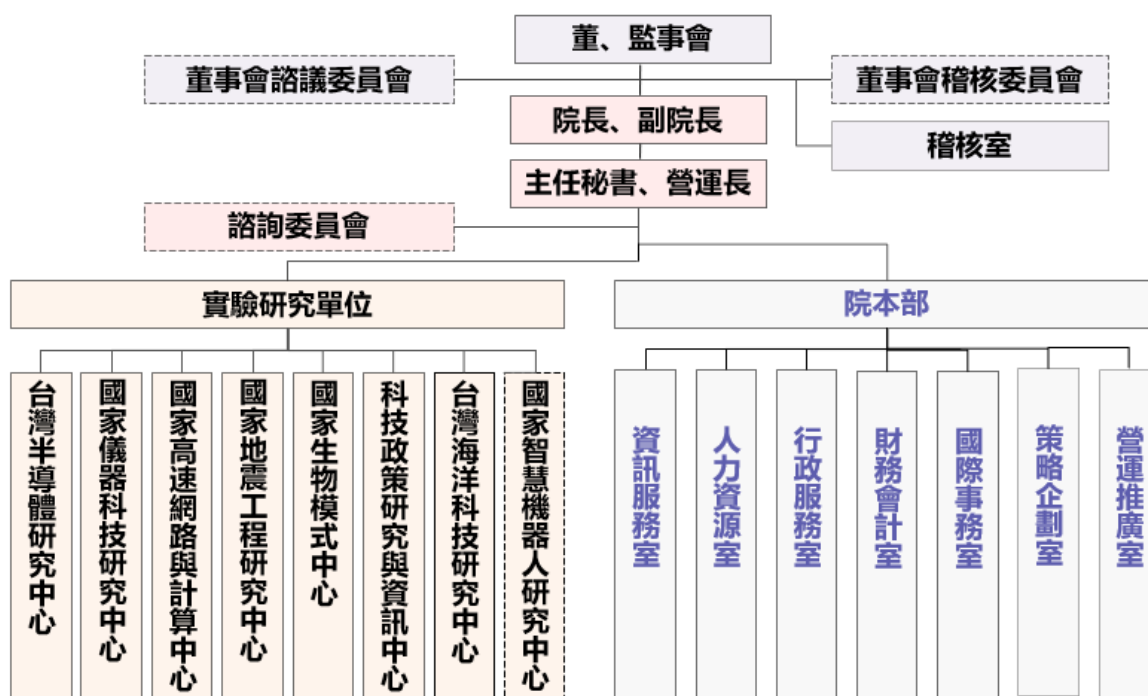 董、監事會
董事會諮議委員會
董事會稽核委員會
院長、副院長
稽核室
主任秘書、營運長
諮詢委員會
實驗研究單位
院本部
台灣半導體研究中心
國家儀器科技研究中心
國家高速網路與計算中心
國家地震工程研究中心
國家生物模式中心
科技政策研究與資訊中心
台灣海洋科技研究中心
國家智慧機器人研究中心
資訊服務室
人力資源室
行政服務室
財務會計室
國際事務室
策略企劃室
營運推廣室